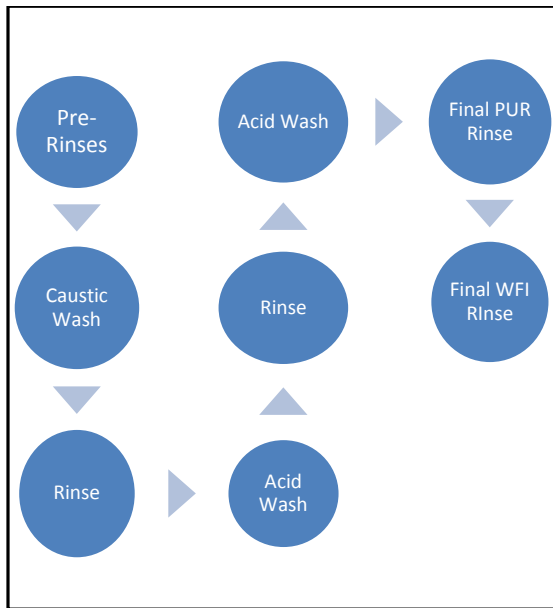 Pre-
Rinses
Caustic
Wash
Rinse
Acid
Wash
Rinse
Acid Wash
Final PUR
Rinse
Final WFI
RInse